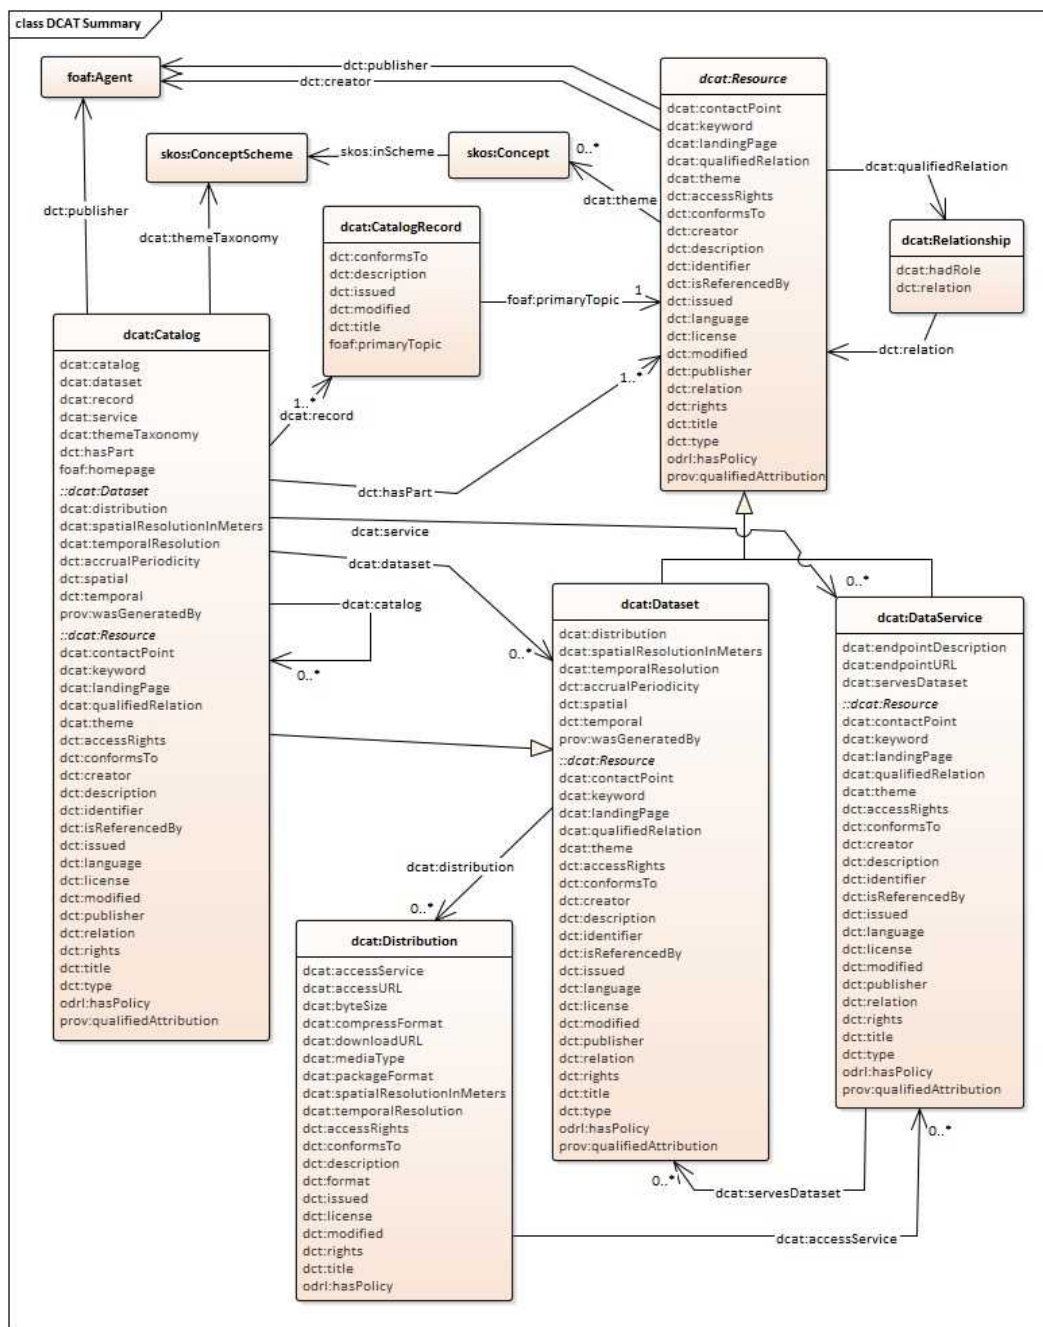 class DCAT Summary
foaf:Agent
dct:publisher
dct:creator
dcat:Resource
dcat:contactPoint
dcat:keyword
dcat:landingPage
dcat:qualifiedRelation
dcat:theme
dct:accessRights
dct:conformsTo
dct:creator
dct:description
dct:identifier
dct:isReferencedBy
dct:issued
dct:language
dct:license
dct:modified
dct:publisher
dct:relation
dct:rights
dct:title
dct:type
odrl:hasPolicy
prov:qualifiedAttribution
skos:ConceptScheme
skos:inScheme
skos:Concept
0..*
dcat:theme
dcat:qualifiedRelation
dct:publisher
dcat:themeTaxonomy
dcat:CatalogRecord
dct:conformsTo
dct:description
dct:issued
dct:modified
dct:title
foaf:primaryTopic
foaf:primaryTopic
1
dcat:Relationship
dcat:hadRole
dct:relation
dct:relation
dcat:Catalog
dcat:catalog
dcat:dataset
dcat:record
dcat:service
dcat:themeTaxonomy
dct:hasPart
foaf:homepage
::dcat:Dataset
dcat:distribution
dcat:spatialResolutionInMeters
dcat:temporalResolution
dct:accrualPeriodicity
dct:spatial
dct:temporal
prov:wasGeneratedBy
::dcat:Resource
dcat:contactPoint
dcat:keyword
dcat:landingPage
dcat:qualifiedRelation
dcat:theme
dct:accessRights
dct:conformsTo
dct:creator
dct:description
dct:identifier
dct:isReferencedBy
dct:issued
dct:language
dct:license
dct:modified
dct:publisher
dct:relation
dct:rights
dct:title
dct:type
odrl:hasPolicy
prov:qualifiedAttribution
1..*
dcat:record
1..*
dct:hasPart
dcat:service
0..*
dcat:dataset
0..*
dcat:catalog
0..*
dcat:Dataset
dcat:distribution
dcat:spatialResolutionInMeters
dcat:temporalResolution
dct:accrualPeriodicity
dct:spatial
dct:temporal
prov:wasGeneratedBy
::dcat:Resource
dcat:contactPoint
dcat:keyword
dcat:landingPage
dcat:qualifiedRelation
dcat:theme
dct:accessRights
dct:conformsTo
dct:creator
dct:description
dct:identifier
dct:isReferencedBy
dct:issued
dct:language
dct:license
dct:modified
dct:publisher
dct:relation
dct:rights
dct:title
dct:type
odrl:hasPolicy
prov:qualifiedAttribution
dcat:DataService
dcat:endpointDescription
dcat:endpointURL
dcat:servesDataset
::dcat:Resource
dcat:contactPoint
dcat:keyword
dcat:landingPage
dcat:qualifiedRelation
dcat:theme
dct:accessRights
dct:conformsTo
dct:creator
dct:description
dct:identifier
dct:isReferencedBy
dct:issued
dct:language
dct:license
dct:modified
dct:publisher
dct:relation
dct:rights
dct:title
dct:type
odrl:hasPolicy
prov:qualifiedAttribution
dcat:distribution
0..*
dcat:Distribution
dcat:accessService
dcat:accessURL
dcat:byteSize
dcat:compressFormat
dcat:downloadURL
dcat:mediaType
dcat:packageFormat
dcat:spatialResolutionInMeters
dcat:temporalResolution
dct:accessRights
dct:conformsTo
dct:description
dct:format
dct:issued
dct:license
dct:modified
dct:rights
dct:title
odrl:hasPolicy
0..*
0..*
dcat:servesDataset
dcat:accessService